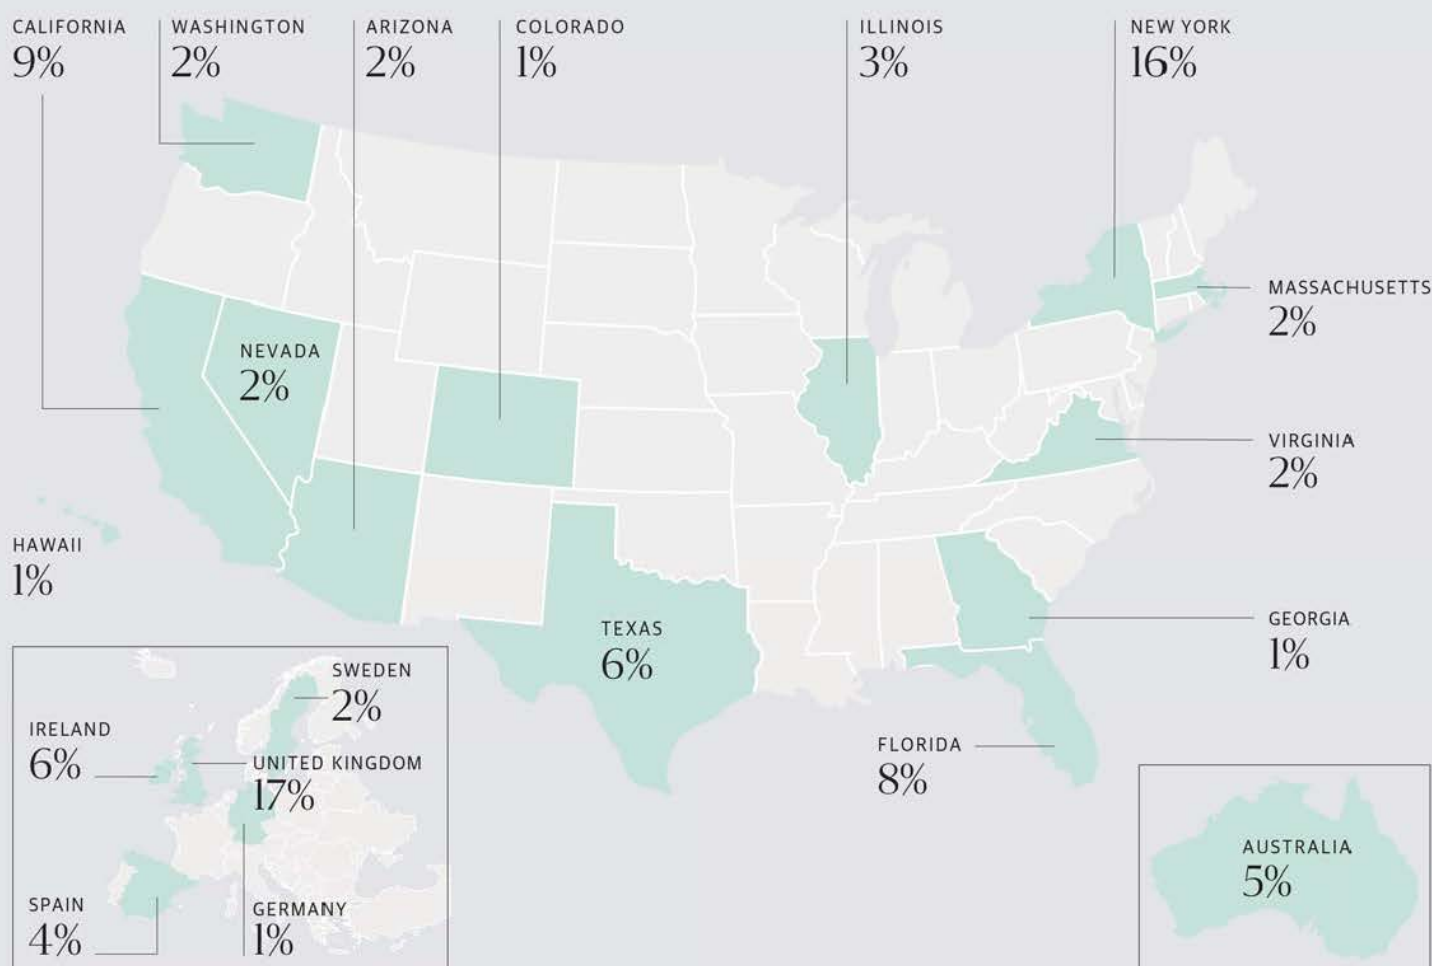 CALIFORNIA
9%
WASHINGTON
2%
ARIZONA
2%
COLORADO
1%
ILLINOIS
3%
NEW YORK
16%
MASSACHUSETTS
2%
NEVADA
2%
VIRGINIA
2%
HAWAII
1%
TEXAS
6%
GEORGIA
1%
FLORIDA
8%
SWEDEN
2%
IRELAND
6%
UNITED KINGDOM
17%
SPAIN
4%
GERMANY
1%
AUSTRALIA
5%